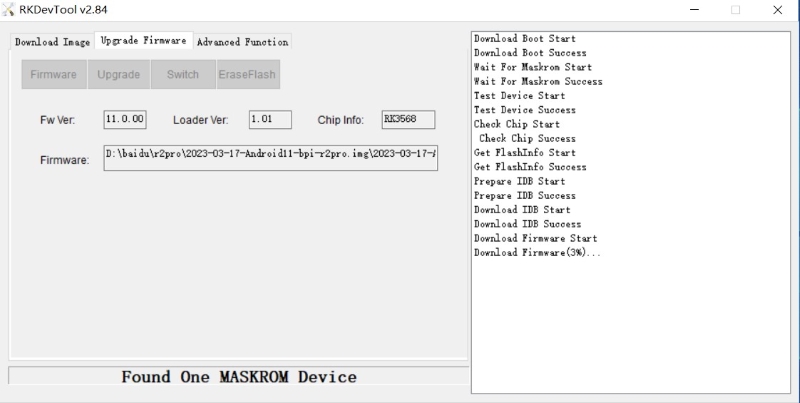 RKDevTool v2.84
Download Image
Upgrade Firmware
Advanced Function
Firmware
Upgrade
Switch
EraseFlash
Fw Ver:
11.0.00
Loader Ver:
1.01
Chip Info:
RK3568
Firmware:
D:\baidu\r2pro\2023-03-17-Android11-bpi-r2pro.img\2023-03-17-
Found One MASKROM Device
Download Boot Start
Download Boot Success
Wait For Maskrom Start
Wait For Maskrom Success
Test Device Start
Test Device Success
Check Chip Start
Check Chip Success
Get FlashInfo Start
Get FlashInfo Success
Prepare IDB Start
Prepare IDB Success
Download IDB Start
Download IDB Success
Download Firmware Start
Download Firmware(3%)...